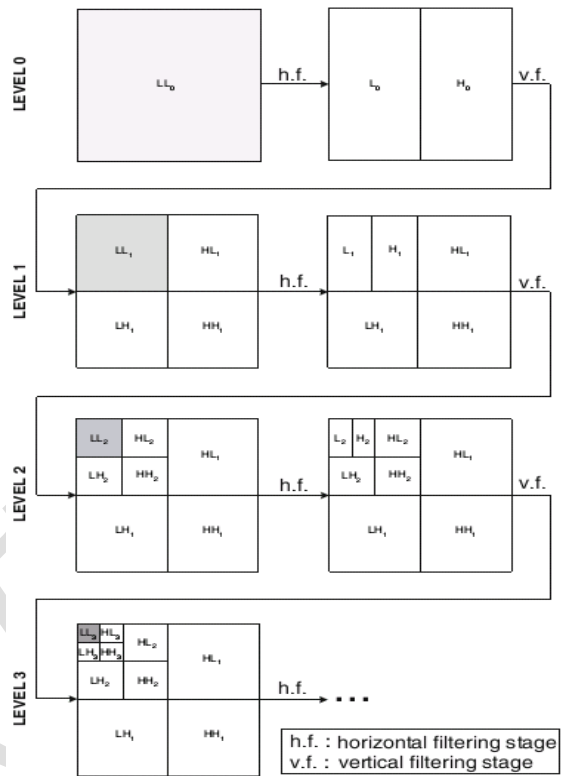 LEVEL 0
LL₀
h.f.
L₀ H₀
v.f.
LEVEL 1
LL₁ HL₁
LH₁ HH₁
h.f.
L₁ H₁ HL₁
LH₁ HH₁
v.f.
LEVEL 2
LL₂ HL₂ HL₁
LH₂ HH₂
LH₁ HH₁
h.f.
L₂ H₂ HL₂ HL₁
LH₂ HH₂
LH₁ HH₁
v.f.
LEVEL 3
LL₃ HL₃ HL₂ HL₁
LH₃ HH₃
LH₂ HH₂
LH₁ HH₁
h.f.
...
h.f. : horizontal filtering stage
v.f. : vertical filtering stage